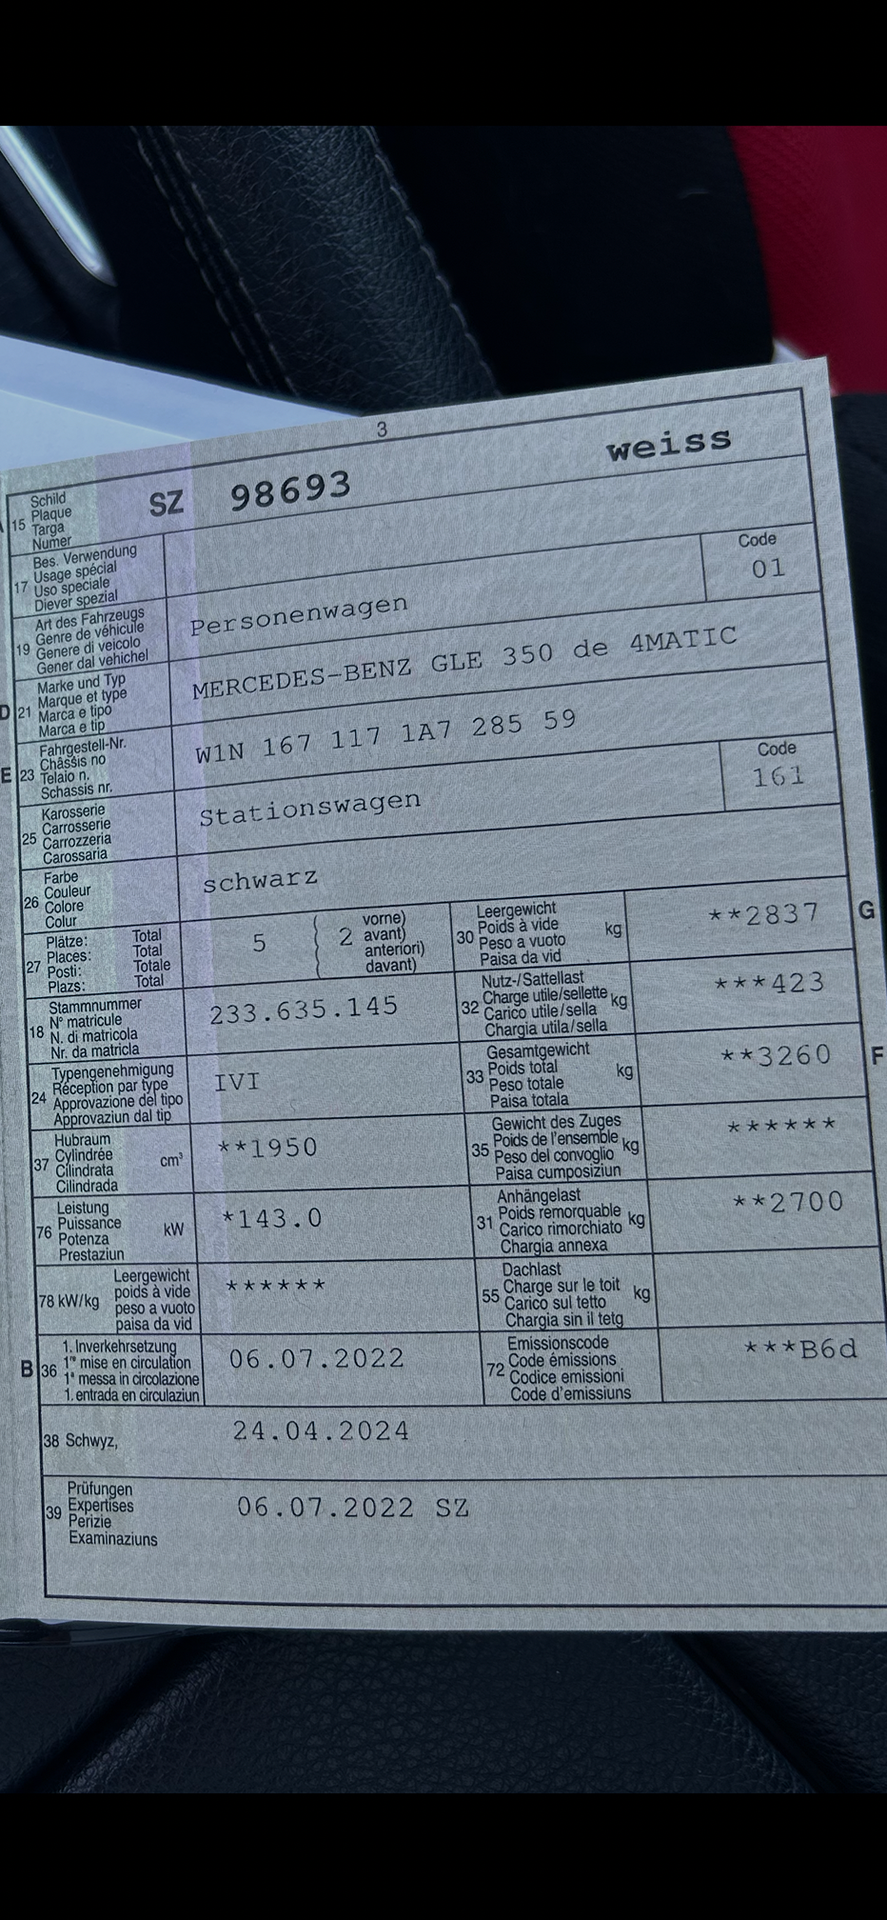 3
A 15 Schild
Plaque
Targa
Numer
SZ 98693 weiss
17 Bes. Verwendung
Usage spécial
Uso speciale
Diever spezial
19 Art des Fahrzeugs
Genre de véhicule
Genere di veicolo
Gener dal vehichel
Personenwagen
Code
01
D 21 Marke und Typ
Marque et type
Marca e tipo
Marca e tip
MERCEDES-BENZ GLE 350 de 4MATIC
E 23 Fahrgestell-Nr.
Châssis no
Telaio n.
Schassis nr.
W1N 167 117 1A7 285 59
25 Karosserie
Carrosserie
Carrozzeria
Carossaria
Stationswagen
Code
161
26 Farbe
Couleur
Colore
Colur
schwarz
27 Plätze: Total
Places: Total
Posti: Totale
Plazs: Total
5 ( 2 vorne)
( avant)
( anteriori)
( davant)
30 Leergewicht
Poids à vide
Peso a vuoto
Paisa da vid
kg
**2837 G
18 Stammnummer
N° matricule
N. di matricola
Nr. da matricla
233.635.145
32 Nutz-/Sattellast
Charge utile/sellette
Carico utile/sella
Chargia utila/sella
kg
***423
24 Typengenehmigung
Réception par type
Approvazione del tipo
Approvaziun dal tip
IVI
33 Gesamtgewicht
Poids total
Peso totale
Paisa totala
kg
**3260 F
37 Hubraum
Cylindrée
Cilindrata
Cilindrada
cm³
**1950
35 Gewicht des Zuges
Poids de l'ensemble
Peso del convoglio
Paisa cumposiziun
kg
******
76 Leistung
Puissance
Potenza
Prestaziun
kW
*143.0
31 Anhängelast
Poids remorquable
Carico rimorchiato
Chargia annexa
kg
**2700
78 kW/kg Leergewicht
poids à vide
peso a vuoto
paisa da vid
******
55 Dachlast
Charge sur le toit
Carico sul tetto
Chargia sin il tetg
kg
B 36 1. Inverkehrsetzung
1re mise en circulation
1a messa in circolazione
1. entrada en circulaziun
06.07.2022
72 Emissionscode
Code émissions
Codice emissioni
Code d'emissiuns
***B6d
38 Schwyz,
24.04.2024
39 Prüfungen
Expertises
Perizie
Examinaziuns
06.07.2022 SZ